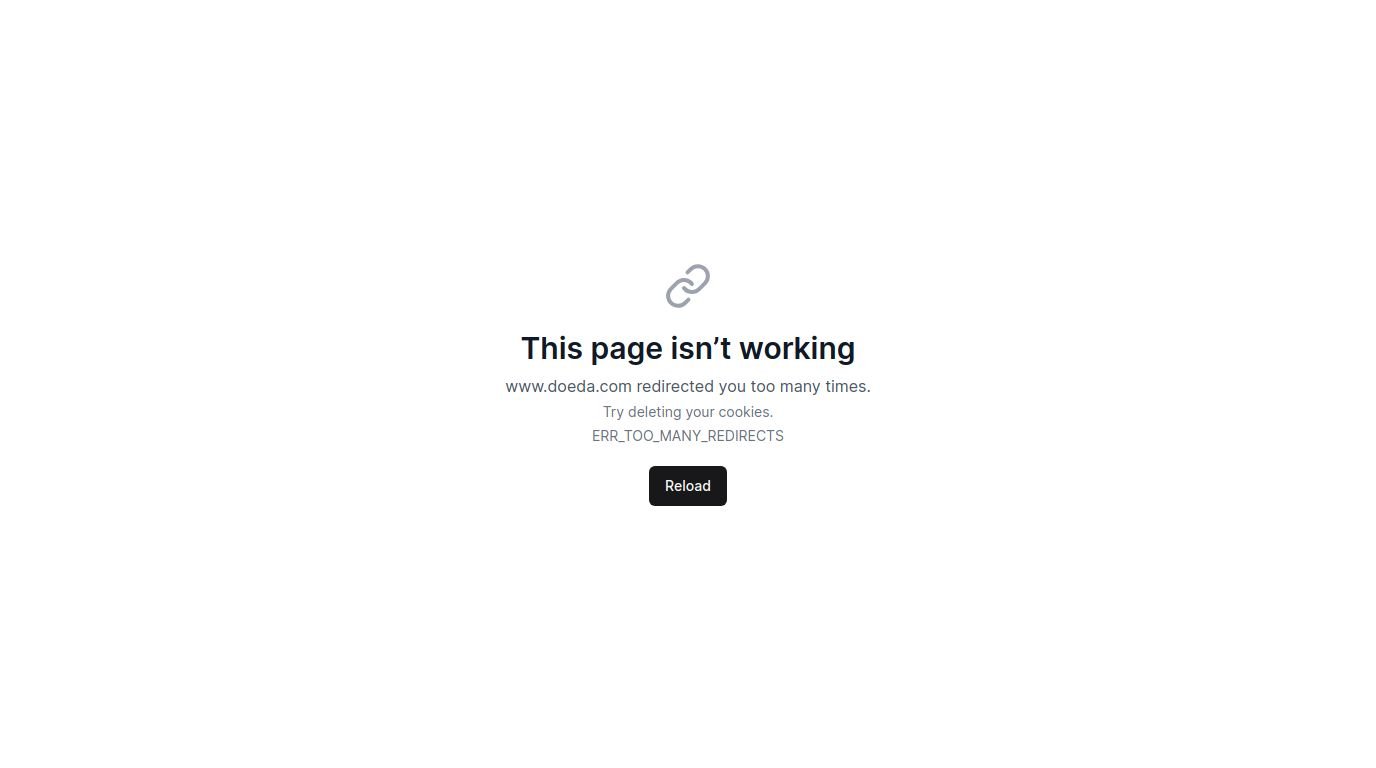 This page isn’t working
www.doeda.com redirected you too many times.
Try deleting your cookies.
ERR_TOO_MANY_REDIRECTS
Reload